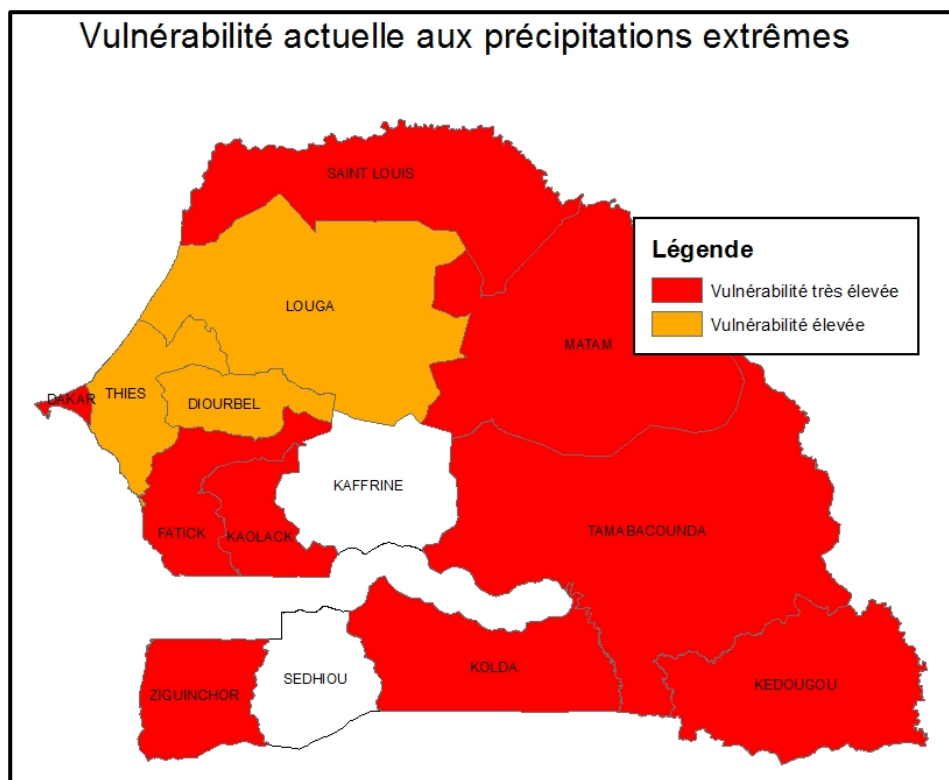 Vulnérabilité actuelle aux précipitations extrêmes
SAINT LOUIS
Légende
Vulnérabilité très élevée
Vulnérabilité élevée
LOUGA
MATAM
DAKAR
THIES
DIOURBEL
KAFFRINE
FATICK
KAOLACK
TAMABACOUNDA
SEDHIOU
KOLDA
ZIGUINCHOR
KEDOUGOU